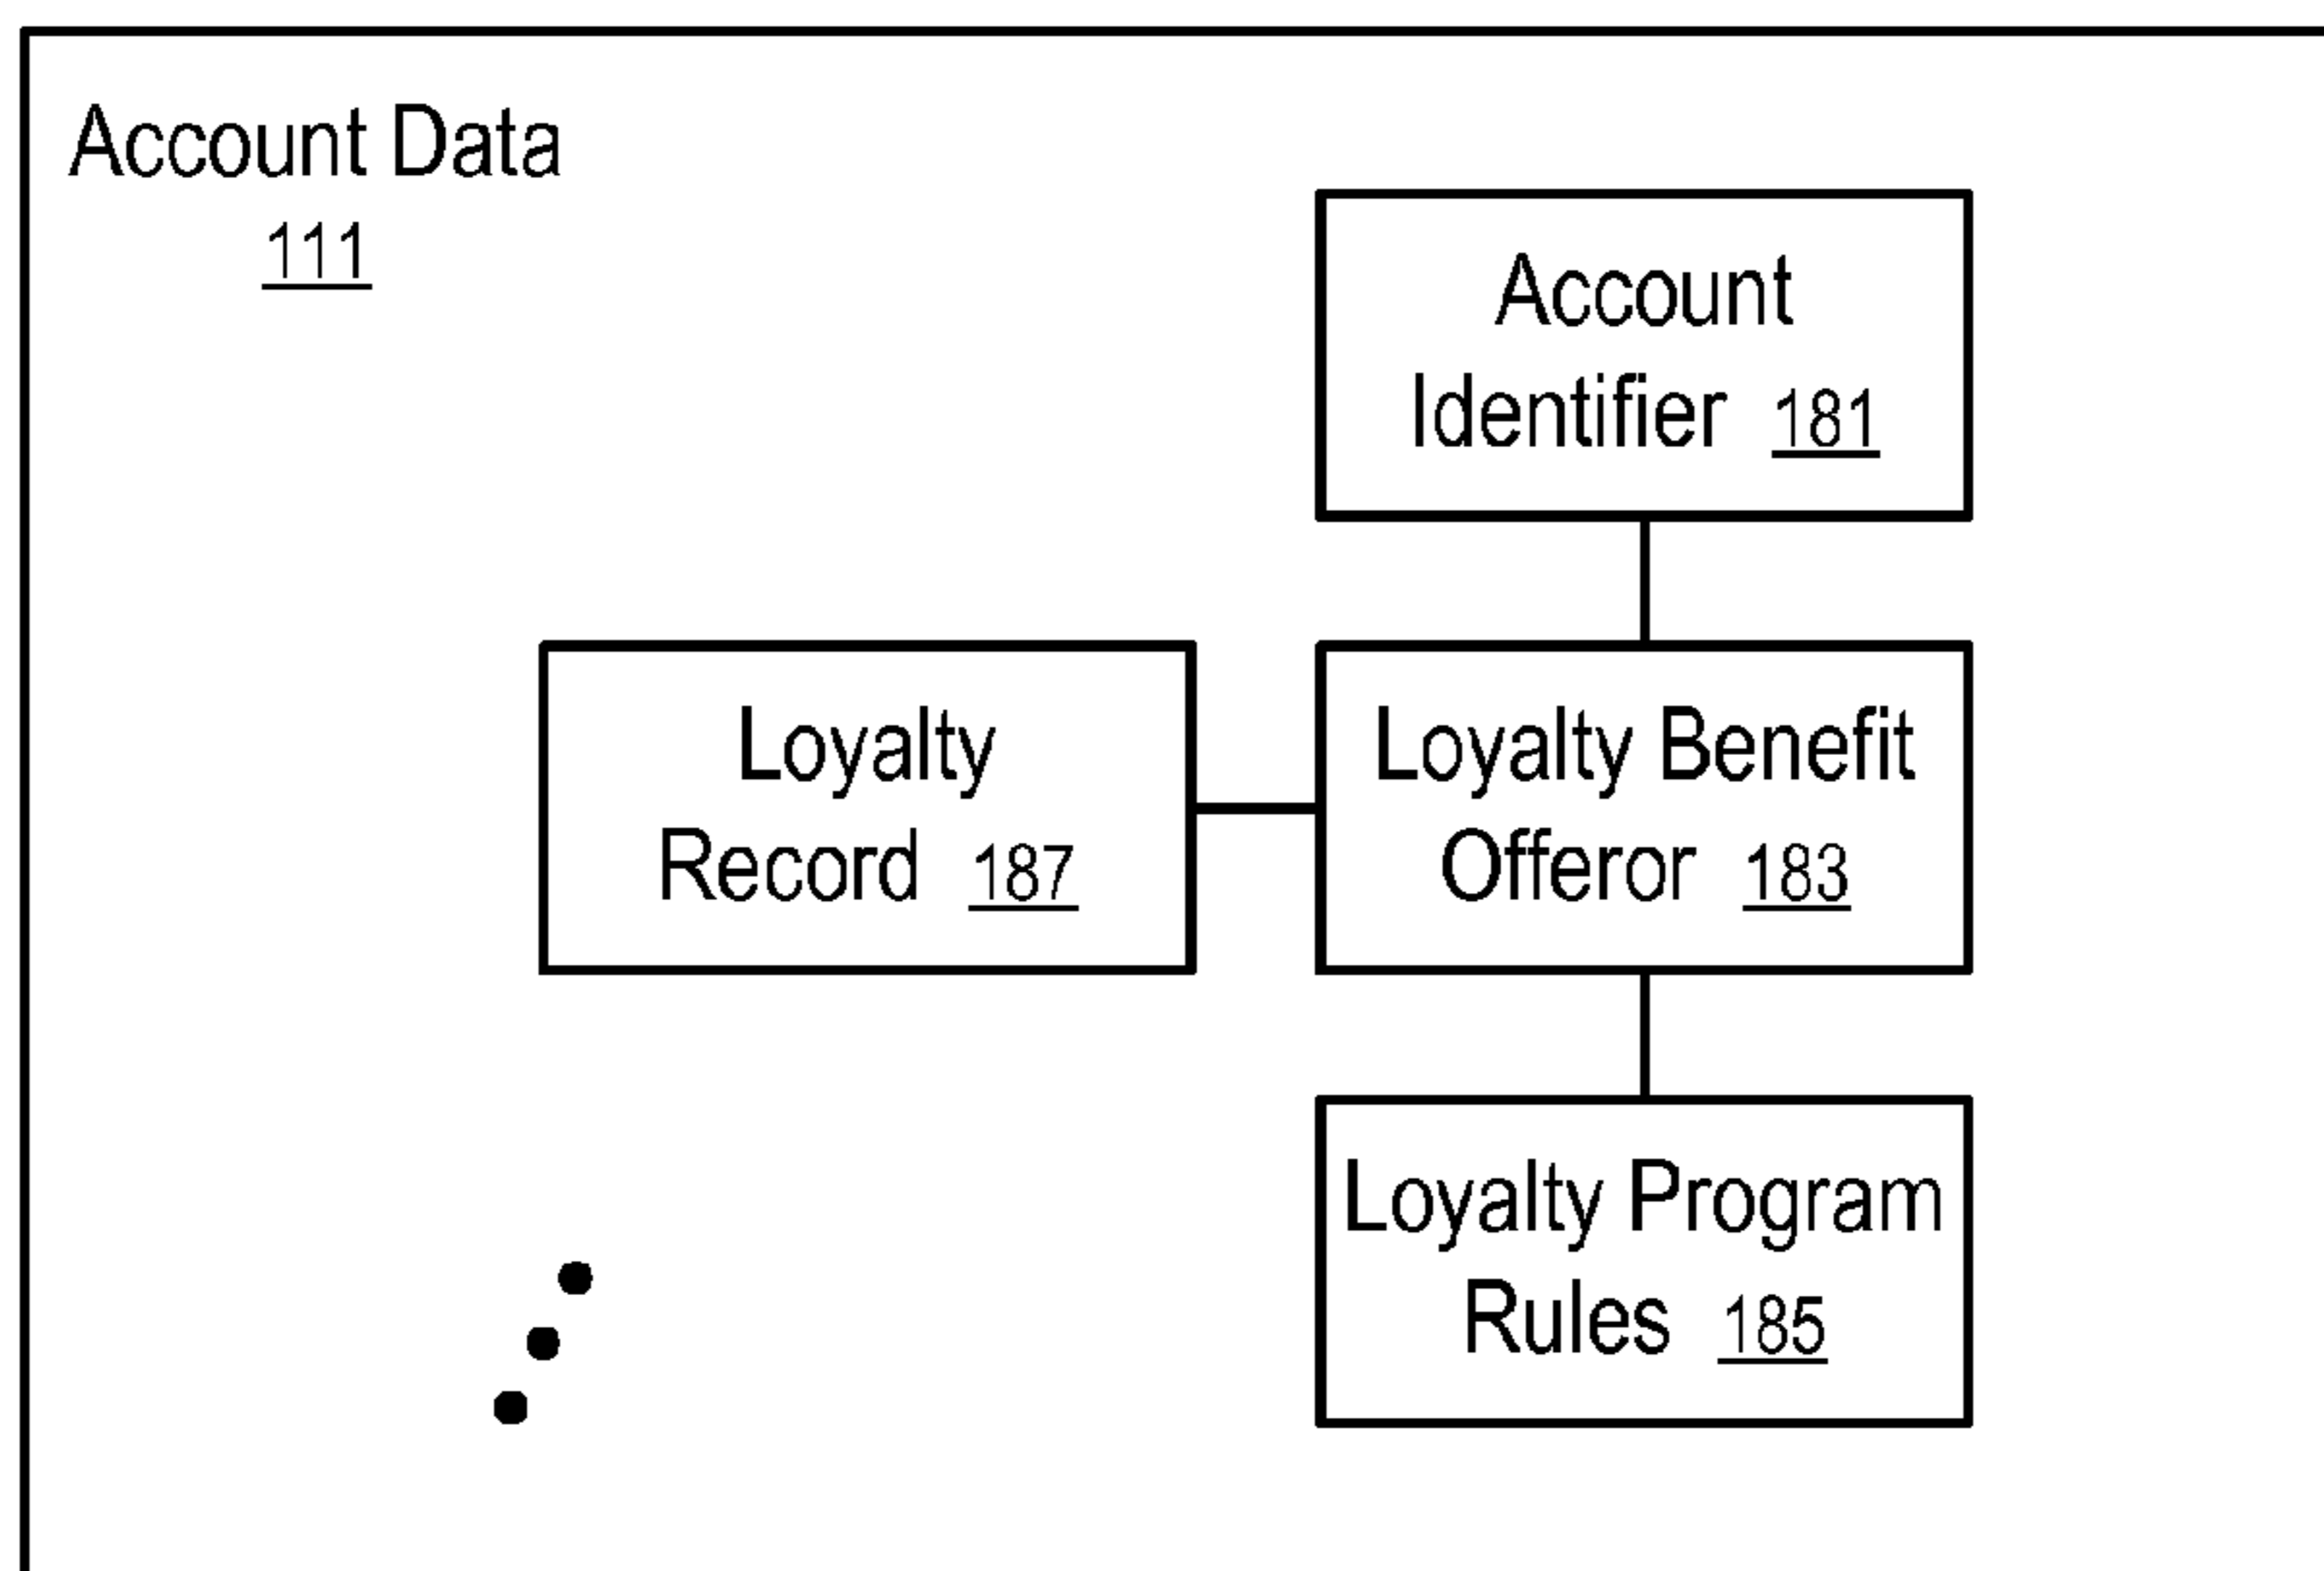 Account Data
111
Account
Identifier 181
Loyalty
Record 187
Loyalty Benefit
Offeror 183
Loyalty Program
Rules 185